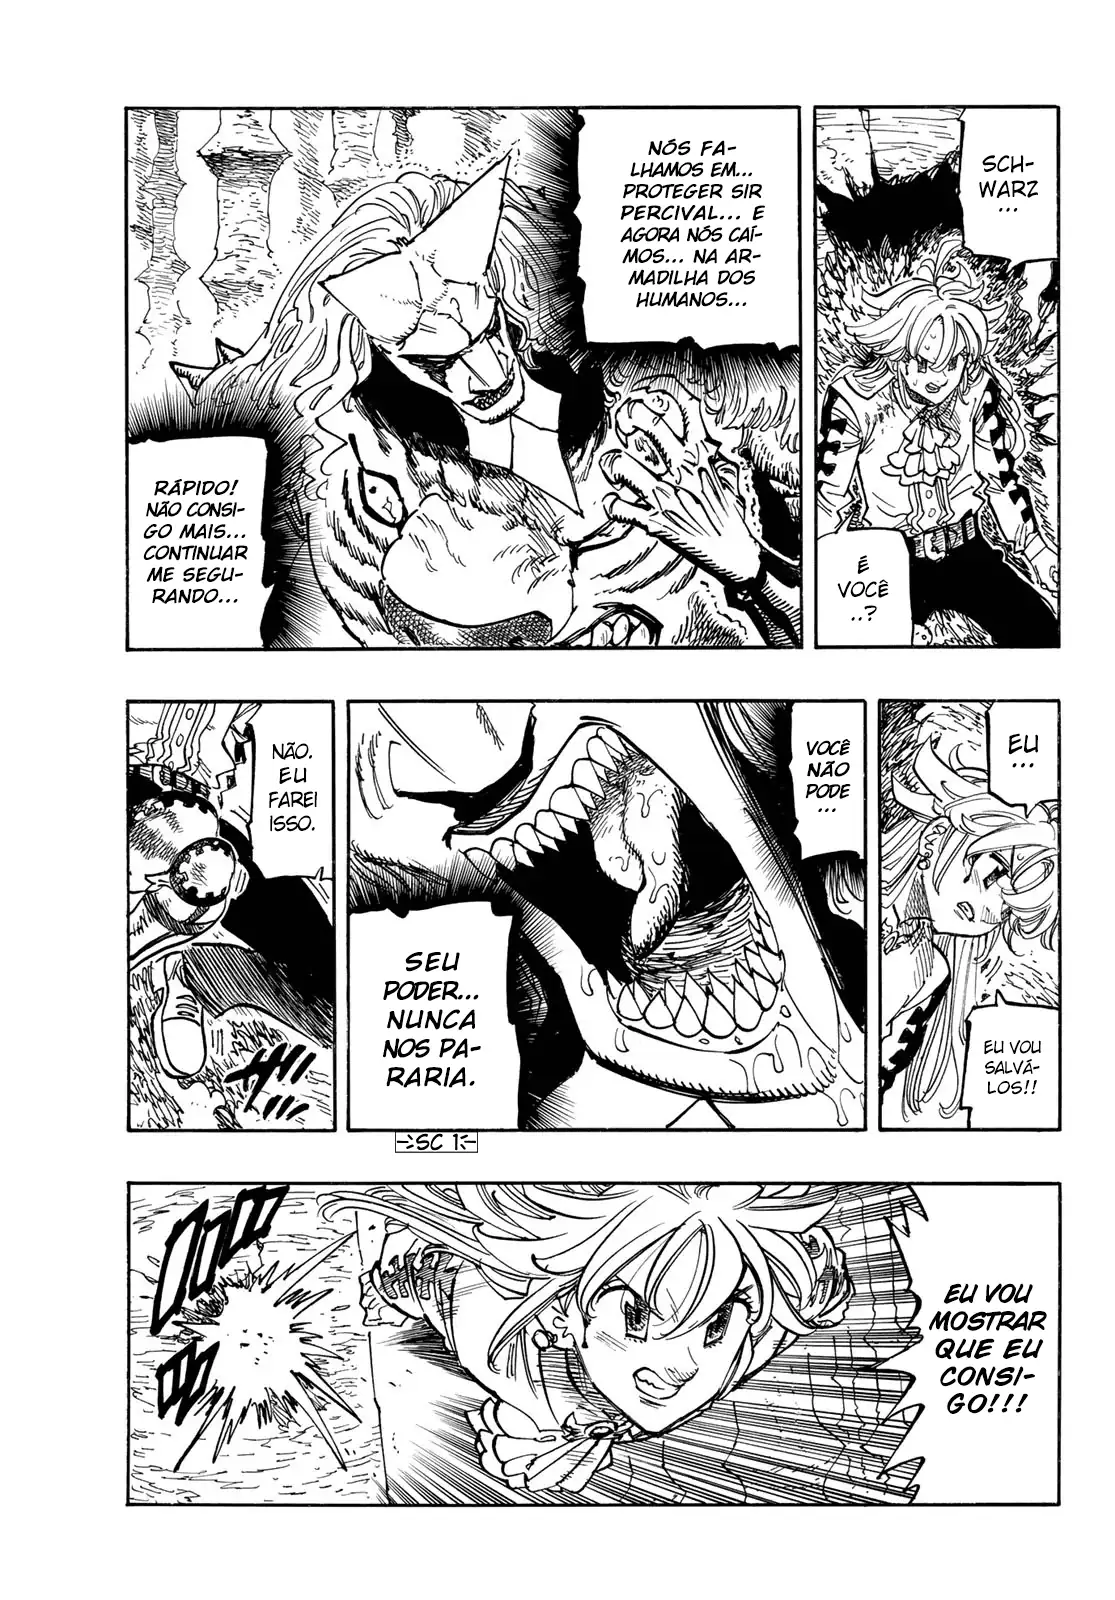 SCH-
WARZ
...
É
VOCÊ
..?
NÓS FA-
LHAMOS EM...
PROTEGER SIR
PERCIVAL... E
AGORA NÓS CAÍ-
MOS... NA AR-
MADILHA DOS
HUMANOS...
RÁPIDO!
NÃO CONSI-
GO MAIS...
CONTINUAR
ME SEGU-
RANDO...
EU
...
EU VOU
SALVÁ-
LOS!!
VOCÊ
NÃO
PODE
...
SEU
PODER...
NUNCA
NOS PA-
RARIA.
NÃO.
EU
FAREI
ISSO.
SC 1
EU VOU
MOSTRAR
QUE EU
CONSI-
GO!!!